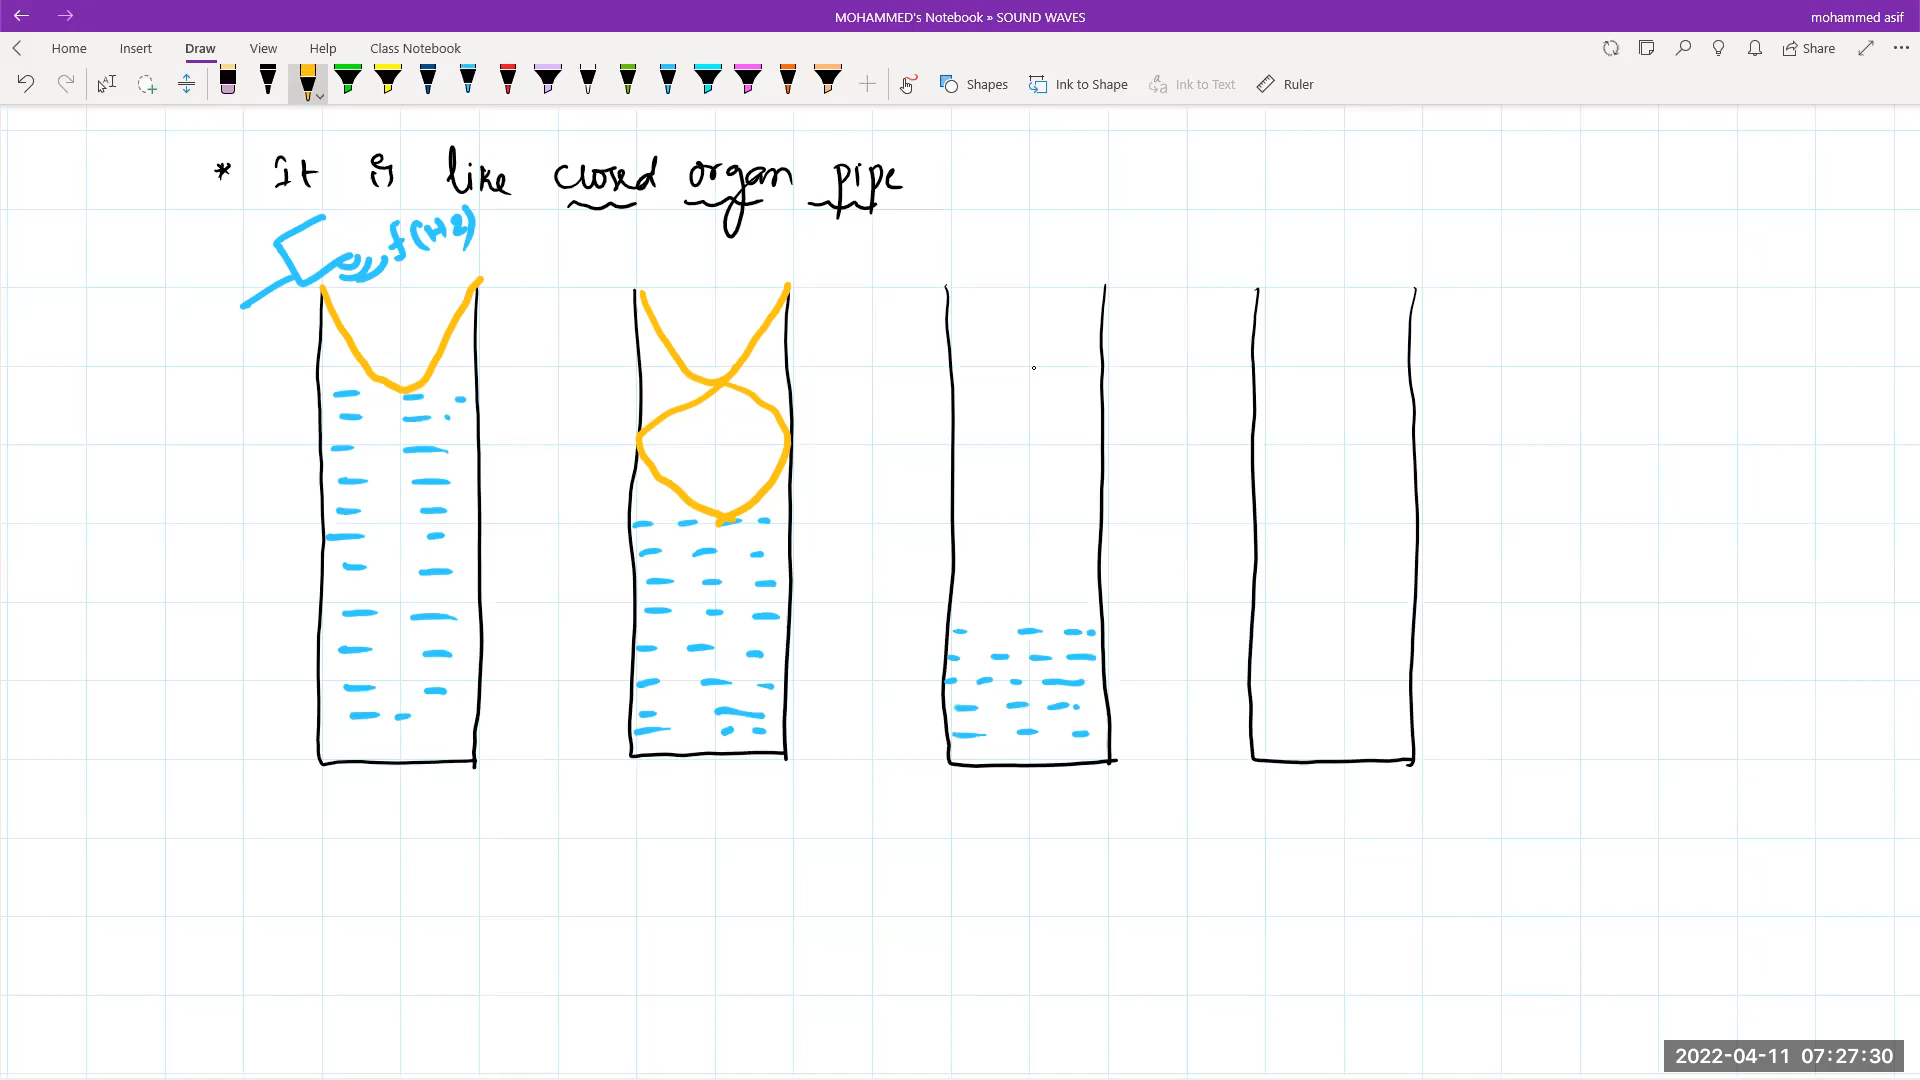 MOHAMMED's Notebook » SOUND WAVES
mohammed asif
Home Insert Draw View Help Class Notebook
Share
Shapes Ink to Shape Ink to Text Ruler
* It is like closed organ pipe
f(Hz)
2022-04-11 07:27:30